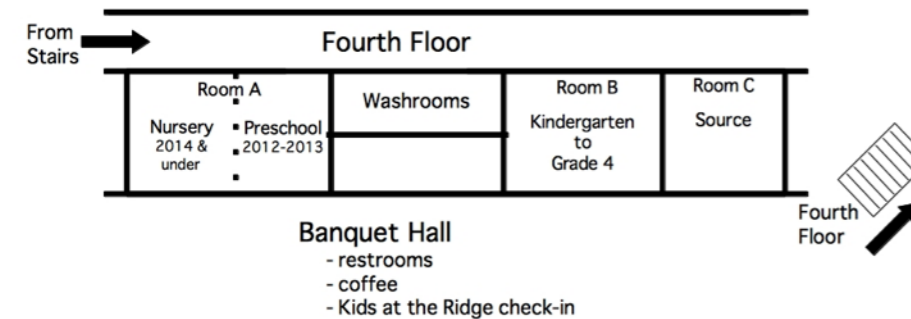 From
Stairs
Fourth Floor
Room A
Nursery
2014 &
under
Preschool
2012-2013
Washrooms
Room B
Kindergarten
to
Grade 4
Room C
Source
Fourth
Floor
Banquet Hall
- restrooms
- coffee
- Kids at the Ridge check-in